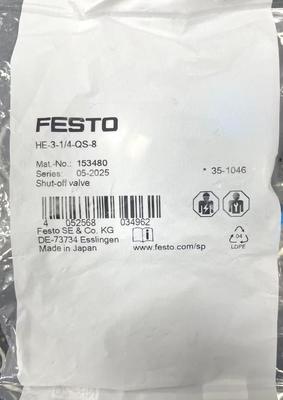 FESTO
HE-3-1/4-QS-8
Mat.-No.: 153480
Series: 05-2025
Shut-off valve
* 35-1046
4 052568 034962
Festo SE & Co. KG
DE-73734 Esslingen
Made in Japan
www.festo.com/sp
04
LDPE